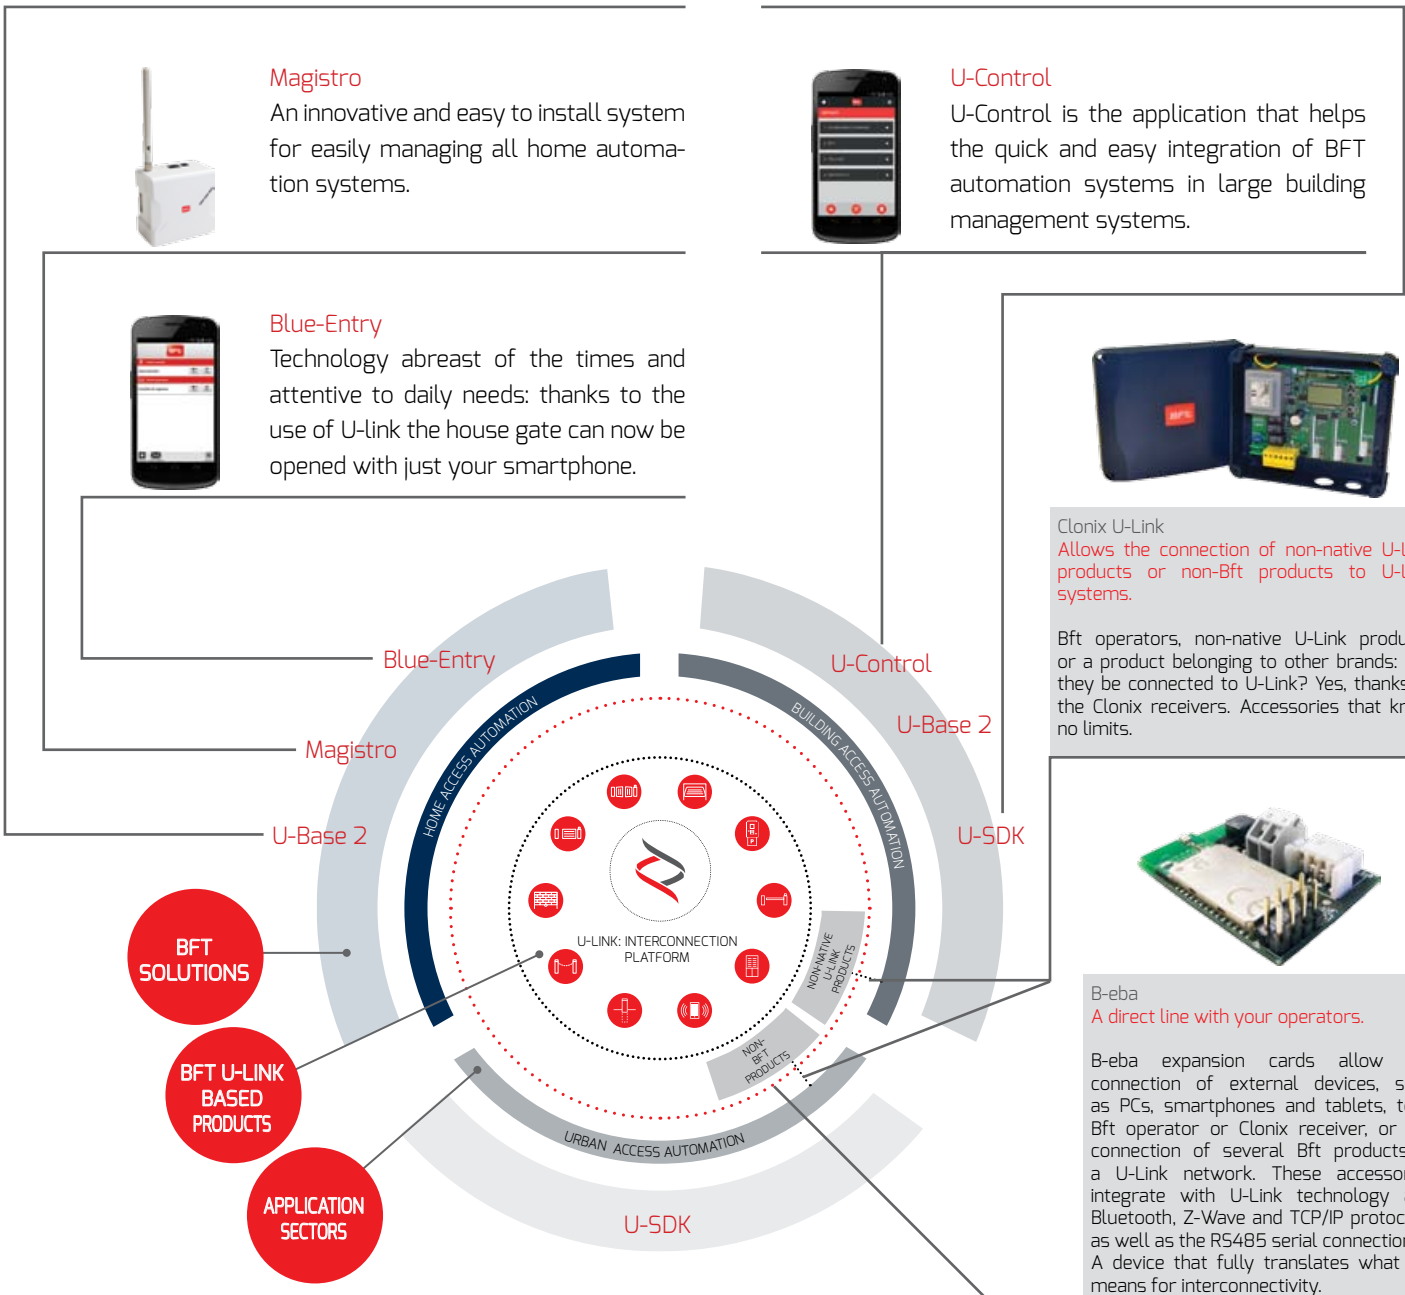 Magistro
An innovative and easy to install system
for easily managing all home automa-
tion systems.
U-Control
U-Control is the application that helps
the quick and easy integration of BFT
automation systems in large building
management systems.
Blue-Entry
Technology abreast of the times and
attentive to daily needs: thanks to the
use of U-link the house gate can now be
opened with just your smartphone.
Clonix U-Link
Allows the connection of non-native
products or non-Bft products to
systems.
Bft operators, non-native U-Link
or a product belonging to other brands:
they be connected to U-Link? Yes, thanks
the Clonix receivers. Accessories that
no limits.
B-eba
A direct line with your operators.
B-eba expansion cards allow
connection of external devices,
as PCs, smartphones and tablets,
Bft operator or Clonix receiver, or
connection of several Bft products
a U-Link network. These
integrate with U-Link technology
Bluetooth, Z-Wave and TCP/IP
as well as the RS485 serial
A device that fully translates what
means for interconnectivity.
Blue-Entry
Magistro
U-Base 2
U-Control
U-Base 2
U-SDK
HOME ACCESS AUTOMATION
BUILDING ACCESS AUTOMATION
URBAN ACCESS AUTOMATION
U-SDK
U-LINK: INTERCONNECTION
PLATFORM
NON-NATIVE
U-LINK
PRODUCTS
NON-
BFT
PRODUCTS
BFT
SOLUTIONS
BFT U-LINK
BASED
PRODUCTS
APPLICATION
SECTORS
BFT
P